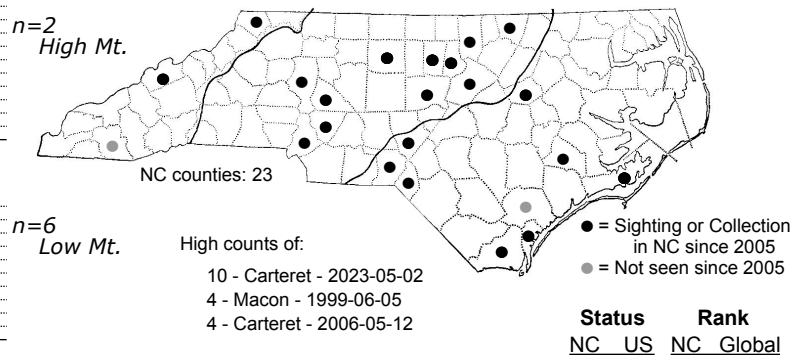 n=2
High Mt.
NC counties: 23
n=6
Low Mt.
High counts of:
10 - Carteret - 2023-05-02
4 - Macon - 1999-06-05
4 - Carteret - 2006-05-12
= Sighting or Collection
in NC since 2005
= Not seen since 2005
Status Rank
NC US NC Global